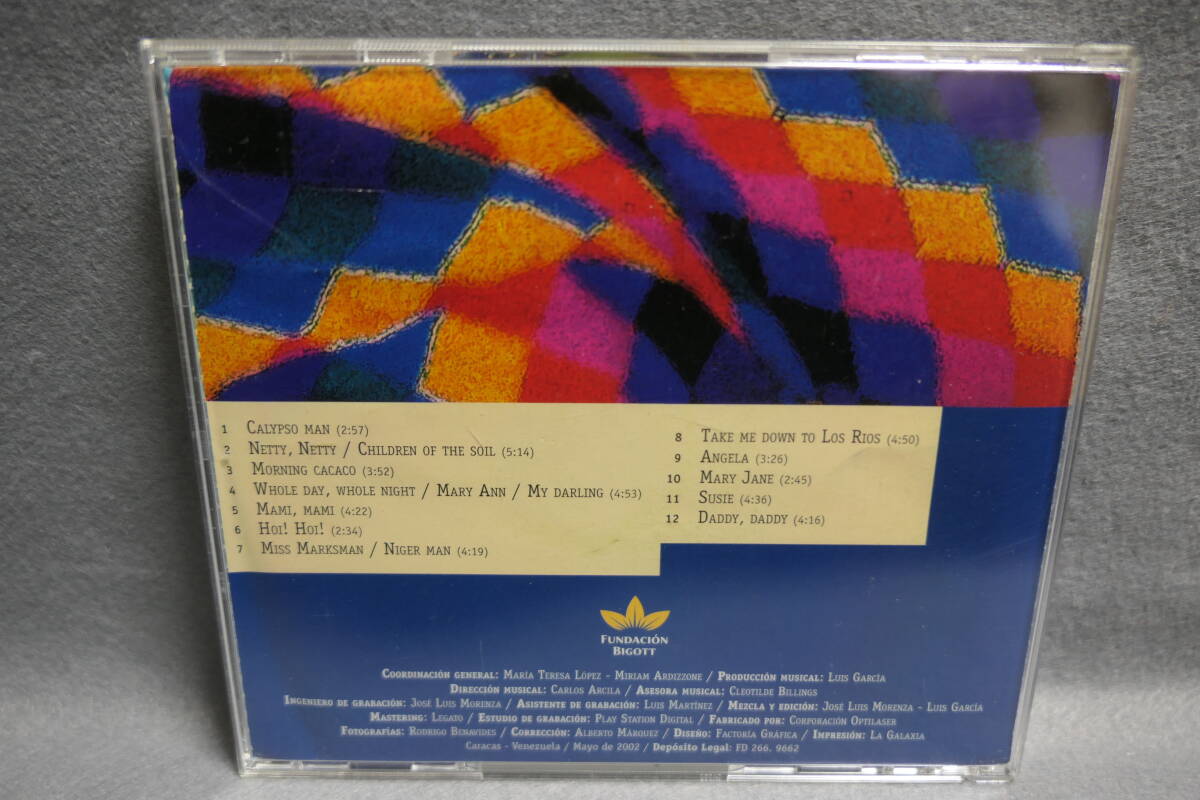 1 Calypso man (2:57)
2 Netty, Netty / Children of the soil (5:14)
3 Morning cacaco (3:52)
4 Whole day, whole night / Mary Ann / My darling (4:53)
5 Mami, mami (4:22)
6 Hoi! Hoi! (2:34)
7 Miss Marksman / Niger man (4:19)
8 Take me down to Los Rios (4:50)
9 Angela (3:26)
10 Mary Jane (2:45)
11 Susie (4:36)
12 Daddy, daddy (4:16)
Fundación
Bigott
Coordinación general: María Teresa López - Miriam Ardizzone / Producción musical: Luis García
Dirección musical: Carlos Arcila / Asesora musical: Cleotilde Billings
Ingeniero de grabación: José Luis Morenza / Asistente de grabación: Luis Martínez / Mezcla y edición: José Luis Morenza - Luis García
Mastering: Legato / Estudio de grabación: Play Station Digital / Fabricado por: Corporación Optilaser
Fotografías: Rodrigo Benavides / Corrección: Alberto Márquez / Diseño: Factoría Gráfica / Impresión: La Galaxia
Caracas - Venezuela / Mayo de 2002 / Depósito Legal: FD 266. 9662